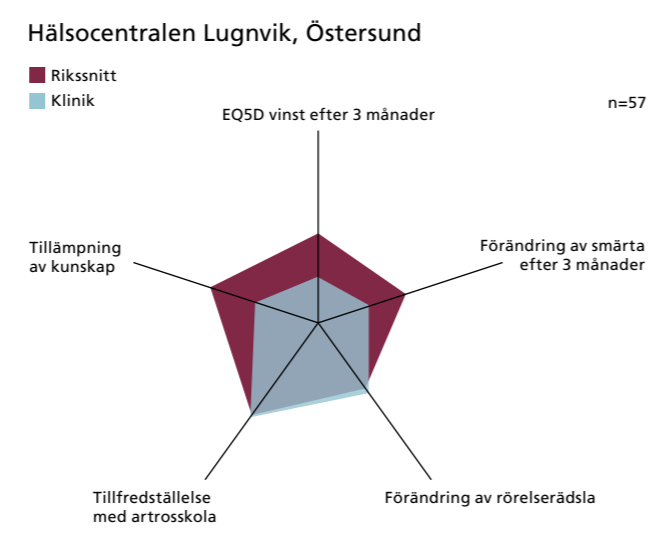 Hälsocentralen Lugnvik, Östersund
Rikssnitt
Klinik
n=57
EQ5D vinst efter 3 månader
Tillämpning
av kunskap
Förändring av smärta
efter 3 månader
Tillfredställelse
med artrosskola
Förändring av rörelserädsla